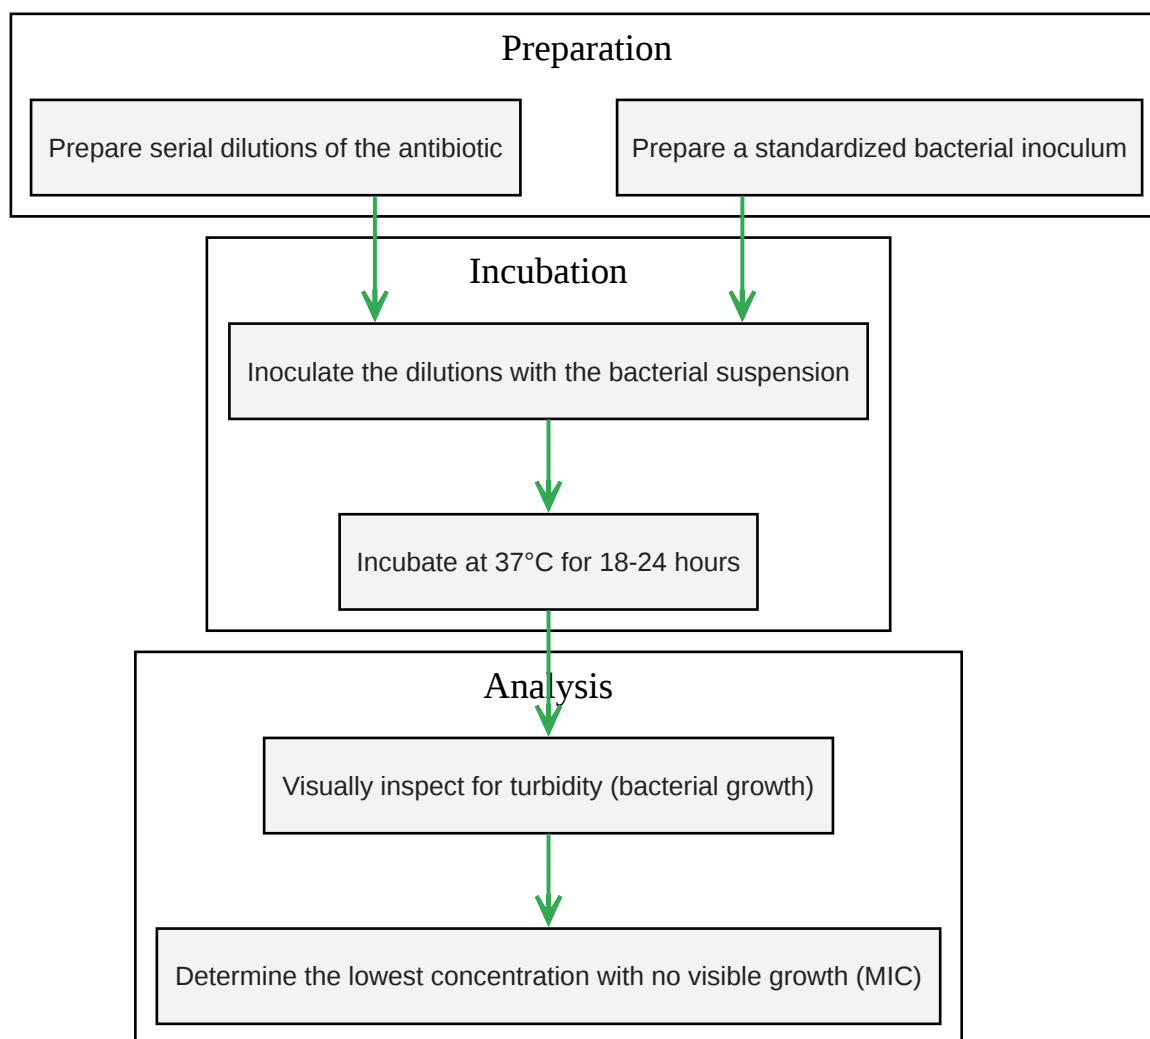 Preparation
Prepare serial dilutions of the antibiotic
Prepare a standardized bacterial inoculum
Incubation
Inoculate the dilutions with the bacterial suspension
Incubate at 37°C for 18-24 hours
Analysis
Visually inspect for turbidity (bacterial growth)
Determine the lowest concentration with no visible growth (MIC)